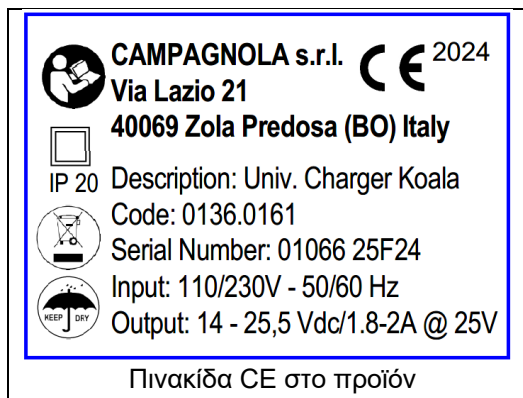 CAMPAGNOLA s.r.l. CE 2024
Via Lazio 21
40069 Zola Predosa (BO) Italy
IP 20
Description: Univ. Charger Koala
Code: 0136.0161
Serial Number: 01066 25F24
Input: 110/230V - 50/60 Hz
KEEP DRY
Output: 14 - 25,5 Vdc/1.8-2A @ 25V
Πινακίδα CE στο προϊόν